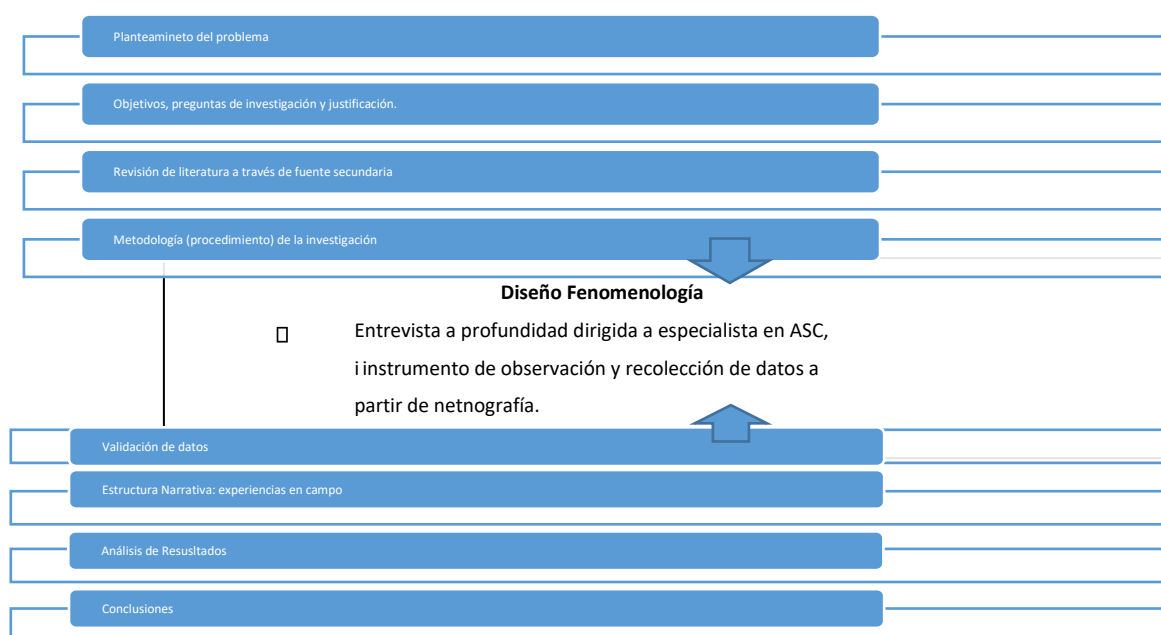 Planteamineto del problema
Objetivos, preguntas de investigación y justificación.
Revisión de literatura a través de fuente secundaria
Metodología (procedimiento) de la investigación
Diseño Fenomenología
Entrevista a profundidad dirigida a especialista en ASC,
i instrumento de observación y recolección de datos a
partir de netnografía.
Validación de datos
Estructura Narrativa: experiencias en campo
Análisis de Resusltados
Conclusiones